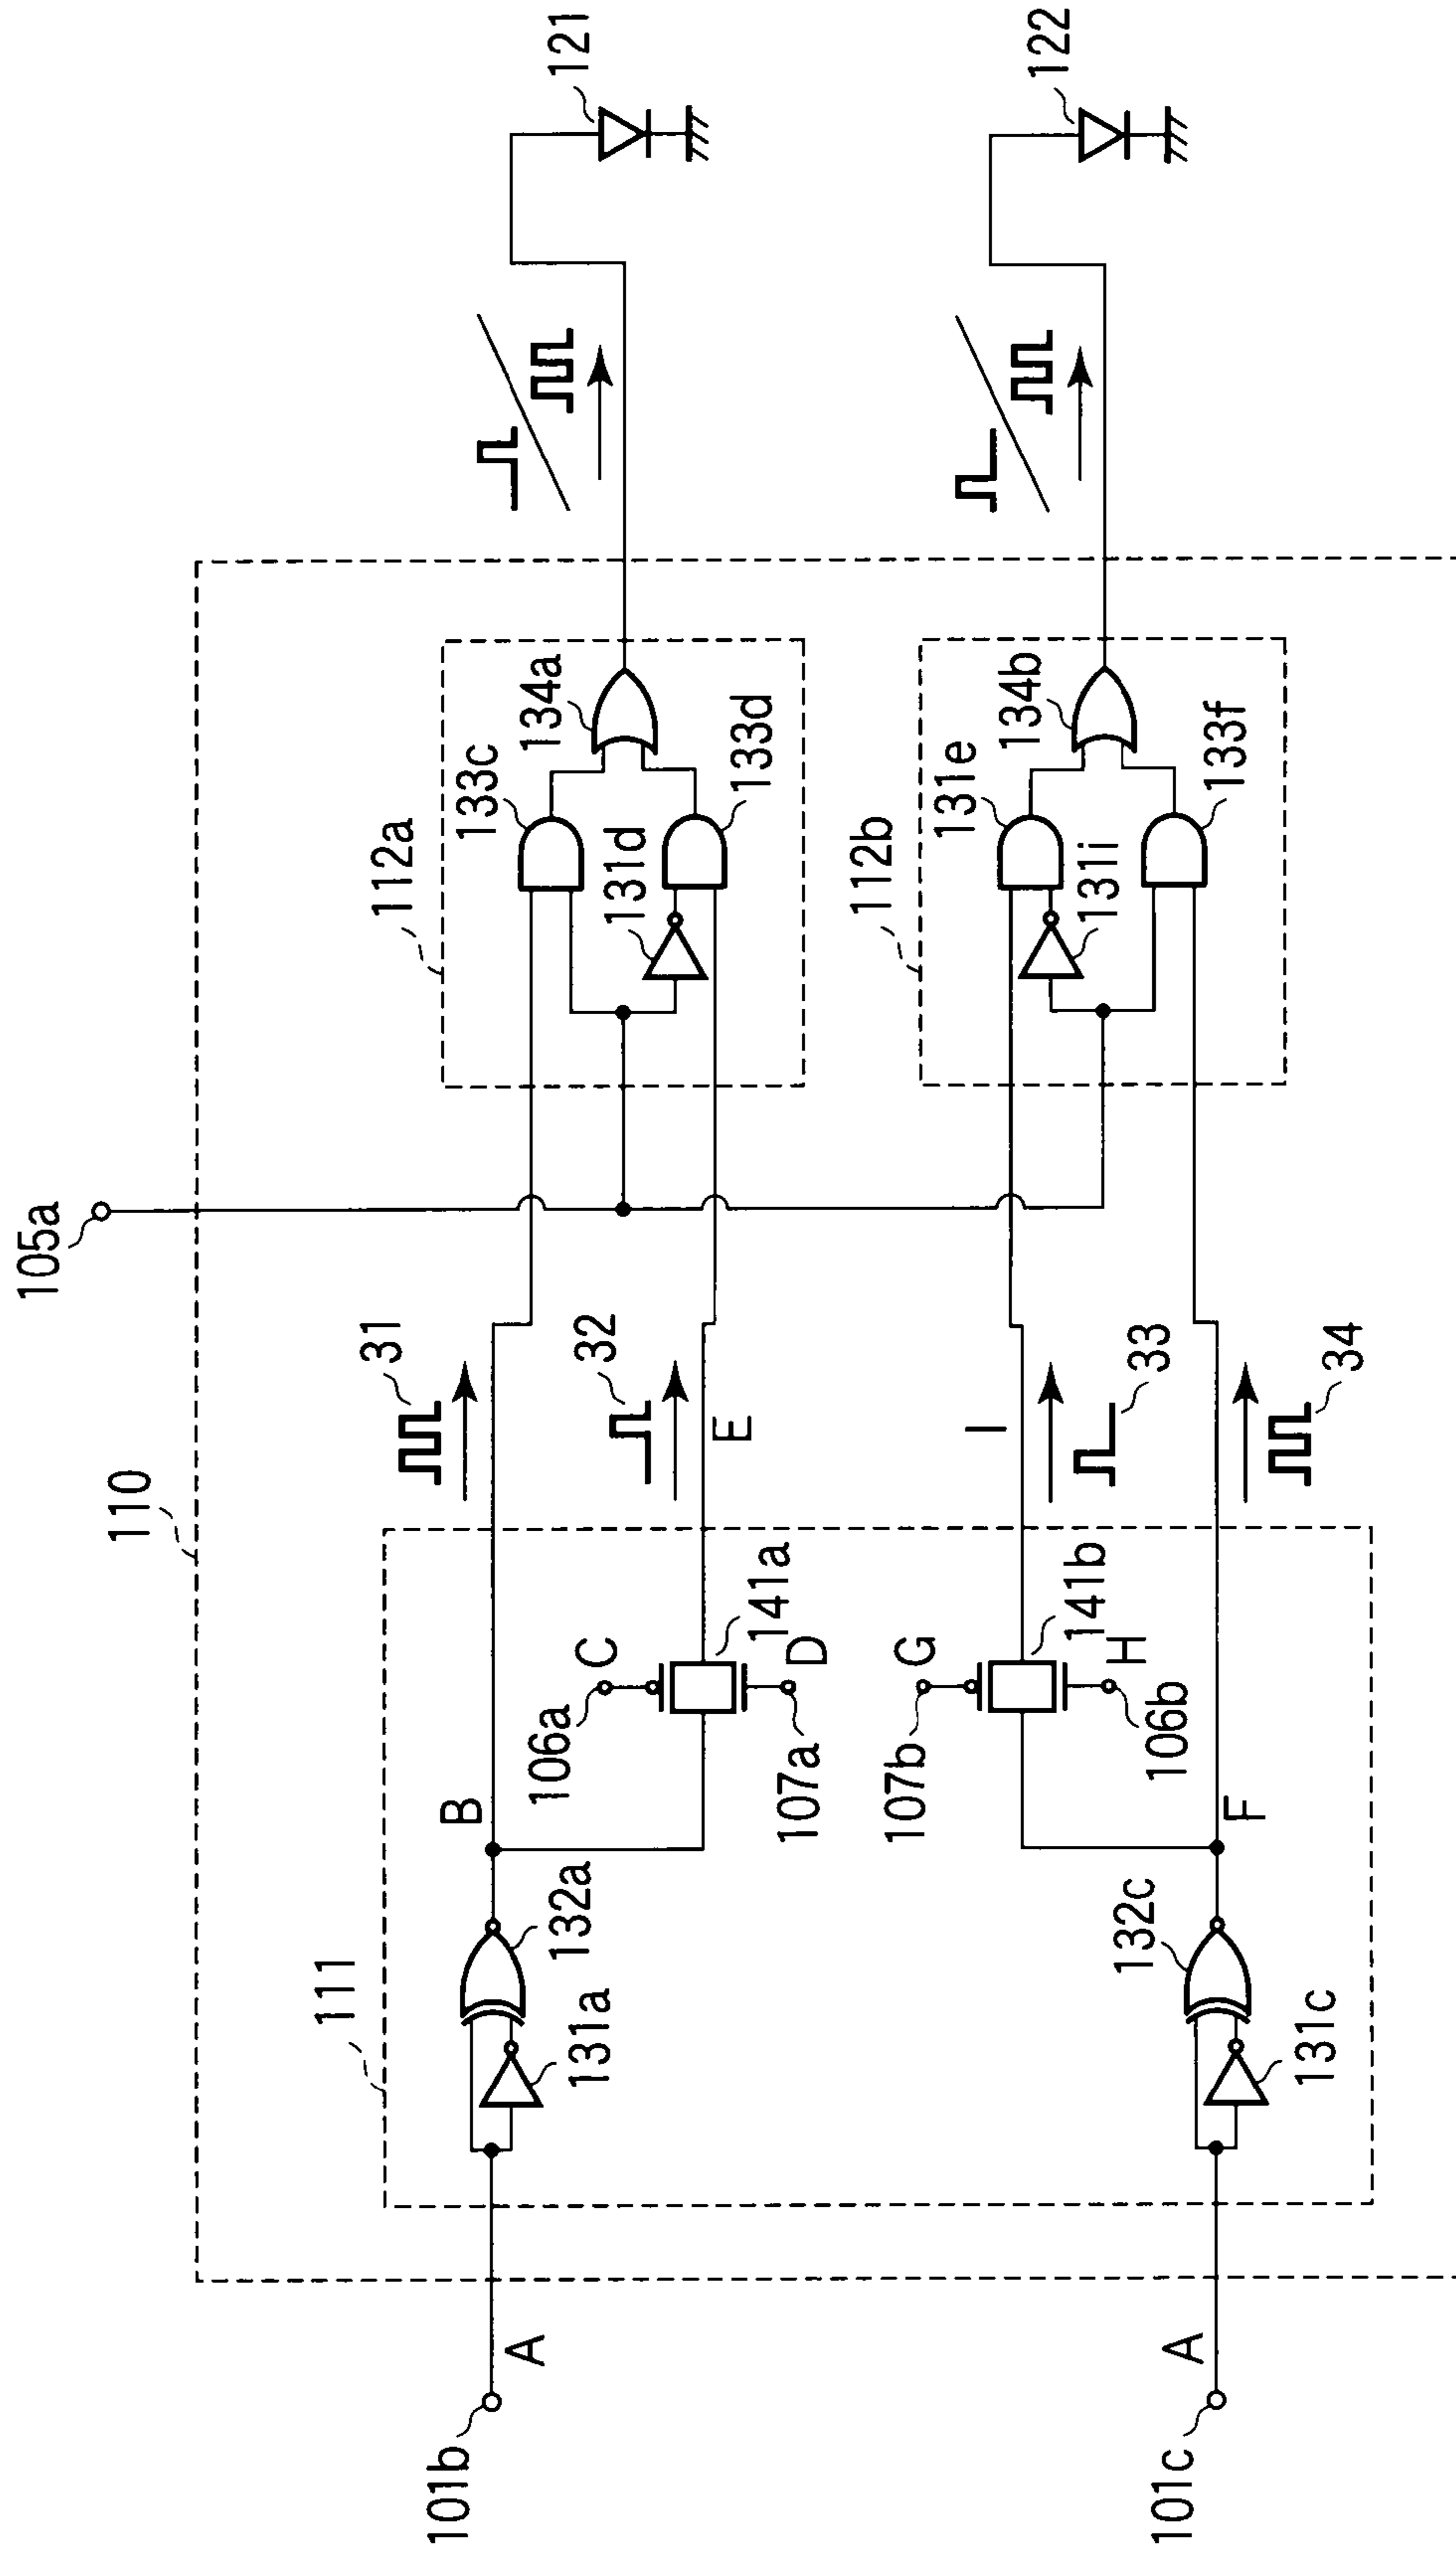 105a
110
31
32
E
I
33
34
111
B
C
106a
D
107a
141a
G
107b
H
106b
141b
F
132a
131a
132c
131c
A
101b
A
101c
112a
133c
134a
131d
133d
112b
131e
134b
131i
133f
121
122